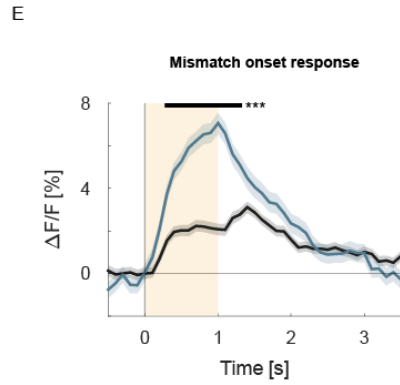 E
Mismatch onset response
***
8
4
0
ΔF/F [%]
0 1 2 3
Time [s]